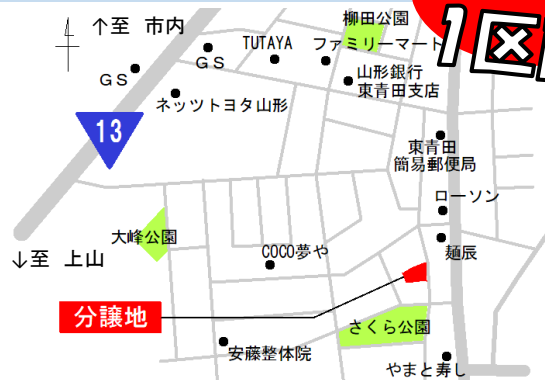 ↑至 市内
柳田公園
1区
TUTAYA
ファミリーマート
GS
GS
山形銀行
東青田支店
ネッツトヨタ山形
13
東青田
簡易郵便局
ローソン
大峰公園
COCO夢や
麺辰
↓至 上山
分譲地
さくら公園
安藤整体院
やまと寿し